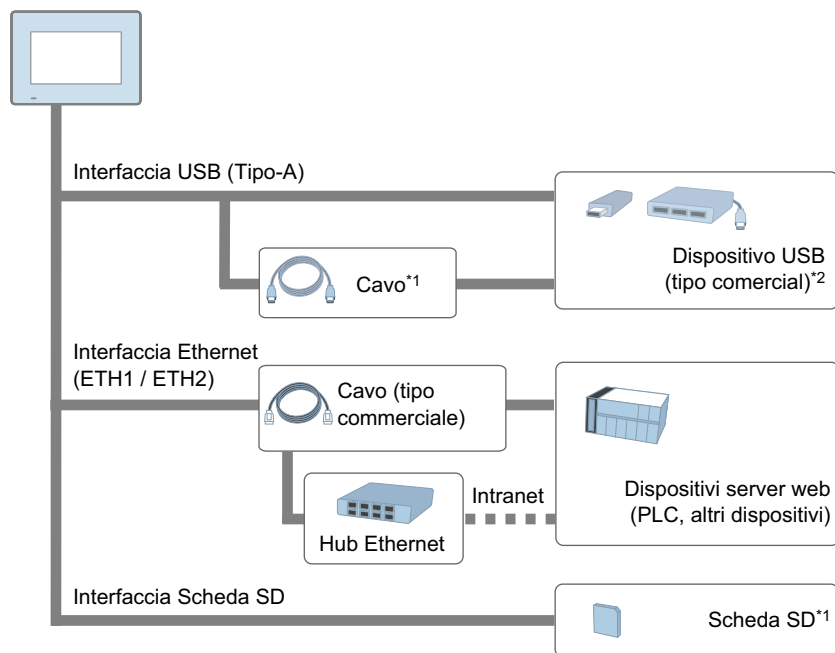 Interfaccia USB (Tipo-A)
Cavo*1
Dispositivo USB
(tipo comercial)*2
Interfaccia Ethernet
(ETH1 / ETH2)
Cavo (tipo
commerciale)
Hub Ethernet
Intranet
Dispositivi server web
(PLC, altri dispositivi)
Interfaccia Scheda SD
Scheda SD*1